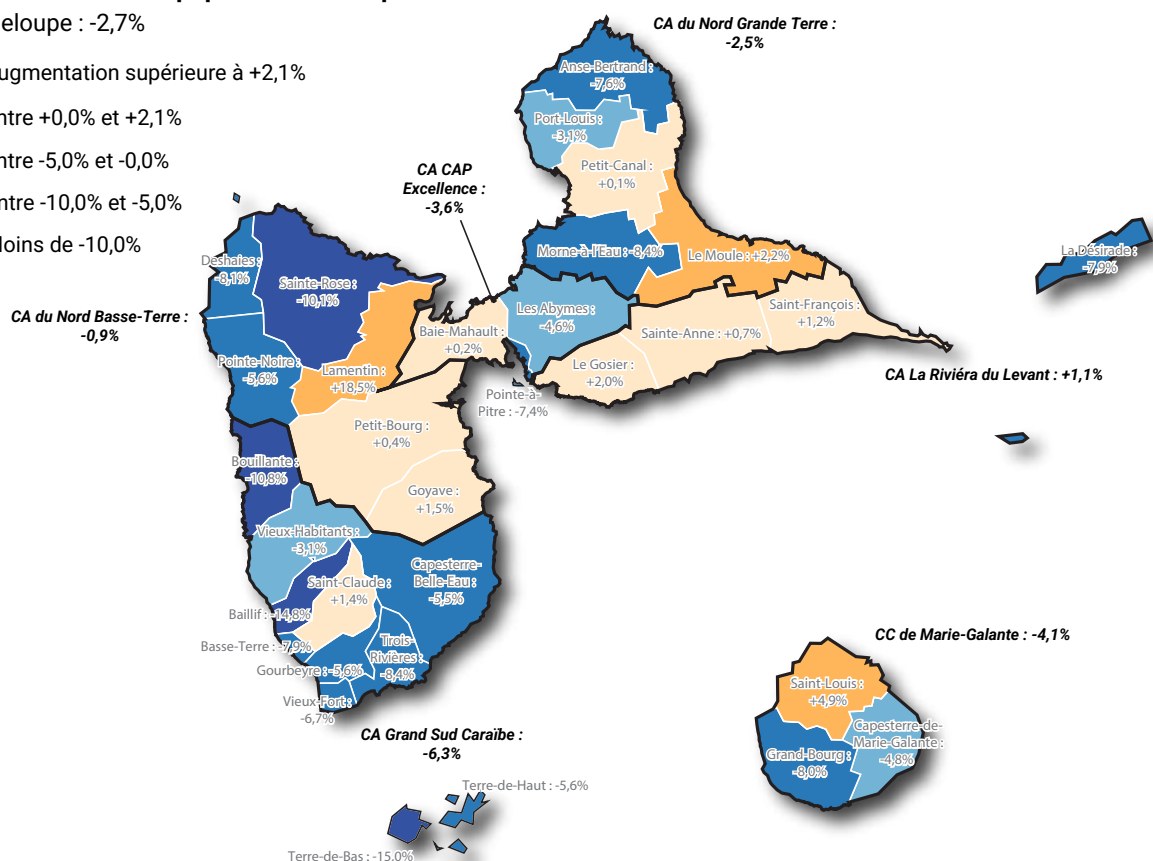 eloupe : -2,7%
ugmentation supérieure à +2,1%
ntre +0,0% et +2,1%
ntre -5,0% et -0,0%
ntre -10,0% et -5,0%
oins de -10,0%
CA du Nord Grande Terre :
-2,5%
Anse-Bertrand :
-7,6%
Port-Louis :
-3,1%
Petit-Canal :
+0,1%
CA CAP
Excellence :
-3,6%
Morne-à-l'Eau : -8,4%
Le Moule : +2,2%
La Désirade :
-7,9%
Deshaies :
-8,1%
Sainte-Rose :
-10,1%
CA du Nord Basse-Terre :
-0,9%
Les Abymes :
-4,6%
Saint-François :
+1,2%
Baie-Mahault :
+0,2%
Sainte-Anne : +0,7%
Pointe-Noire :
-5,6%
Lamentin :
+18,5%
Le Gosier :
+2,0%
CA La Riviéra du Levant : +1,1%
Pointe-à-
Pitre : -7,4%
Petit-Bourg :
+0,4%
Bouillante :
-10,8%
Goyave :
+1,5%
Vieux-Habitants :
-3,1%
Capesterre-
Belle-Eau :
-5,5%
Saint-Claude :
+1,4%
Baillif : -14,8%
Basse-Terre : -7,9%
Trois-
Rivières :
-8,4%
Gourbeyre : -5,6%
Vieux-Fort :
-6,7%
CC de Marie-Galante : -4,1%
Saint-Louis :
+4,9%
Capesterre-de-
Marie-Galante :
-4,8%
Grand-Bourg :
-8,0%
CA Grand Sud Caraïbe :
-6,3%
Terre-de-Haut : -5,6%
Terre-de-Bas : -15,0%